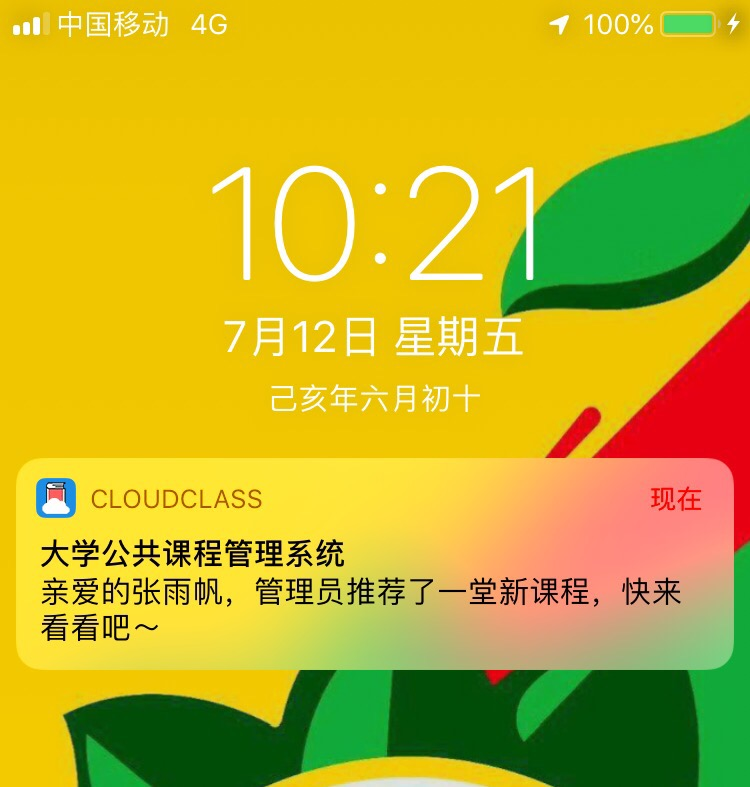 中国移动 4G 100%
10:21
7月12日 星期五
己亥年六月初十
CLOUDCLASS 现在
大学公共课程管理系统
亲爱的张雨帆，管理员推荐了一堂新课程，快来
看看吧～